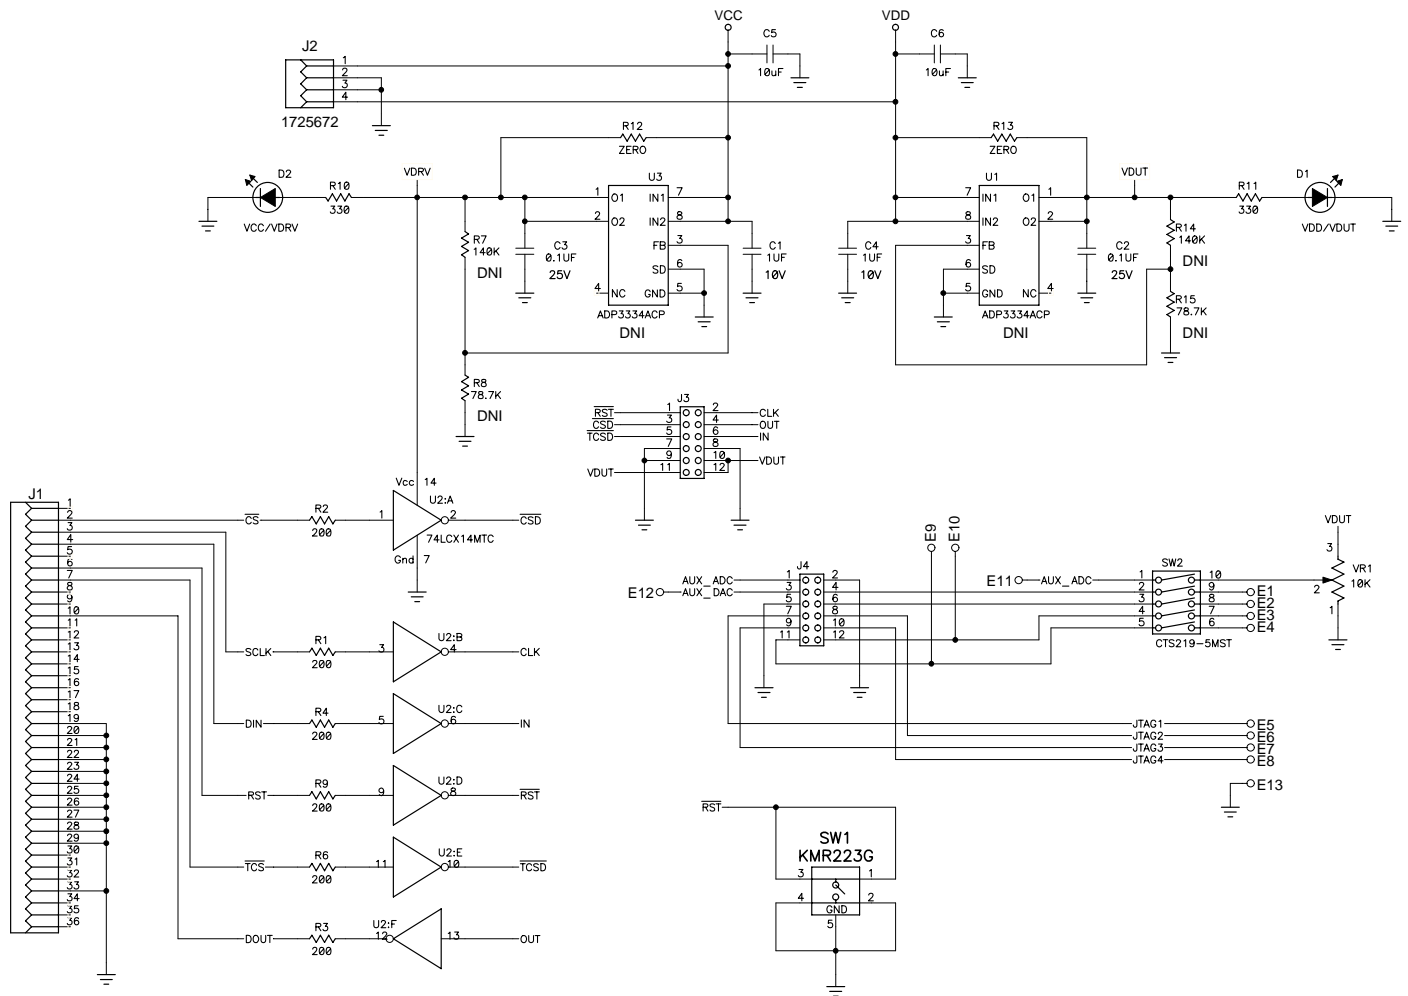 VCC
VDD
C5
10uF
C6
10uF
J2
1
2
3
4
1725672
R12
ZERO
R13
ZERO
D2
VCC/VDRV
R10
330
VDRV
1
2
4
O1
O2
NC
U3
IN1
IN2
FB
SD
GND
7
8
3
6
5
ADP3334ACP
DNI
R7
140K
DNI
C3
0.1UF
25V
C1
1UF
10V
R8
78.7K
DNI
C4
1UF
10V
7
8
3
6
5
U1
IN1
IN2
FB
SD
GND
O1
O2
NC
1
2
4
ADP3334ACP
DNI
C2
0.1UF
25V
VDUT
R14
140K
DNI
R15
78.7K
DNI
R11
330
D1
VDD/VDUT
J3
RST
CSD
TCSD
VDUT
1
3
5
7
9
11
2
4
6
8
10
12
CLK
OUT
IN
VDUT
J1
1
2
3
4
5
6
7
8
9
10
11
12
13
14
15
16
17
18
19
20
21
22
23
24
25
26
27
28
29
30
31
32
33
34
35
36
CS
R2
200
1
Vcc 14
U2:A
2
74LCX14MTC
Gnd 7
CSD
SCLK
R1
200
3
U2:B
4
CLK
DIN
R4
200
5
U2:C
6
IN
RST
R9
200
9
U2:D
8
RST
TCS
R6
200
11
U2:E
10
TCSD
DOUT
R3
200
U2:F
12
13
OUT
E9
E10
J4
AUX_ADC
E12
AUX_DAC
1
3
5
7
9
11
2
4
6
8
10
12
E11
AUX_ADC
SW2
1
2
3
4
5
10
9
8
7
6
CTS219-5MST
E1
E2
E3
E4
VDUT
3
VR1
10K
2
1
JTAG1
JTAG2
JTAG3
JTAG4
E5
E6
E7
E8
E13
RST
SW1
KMR223G
3
1
4
2
GND
5